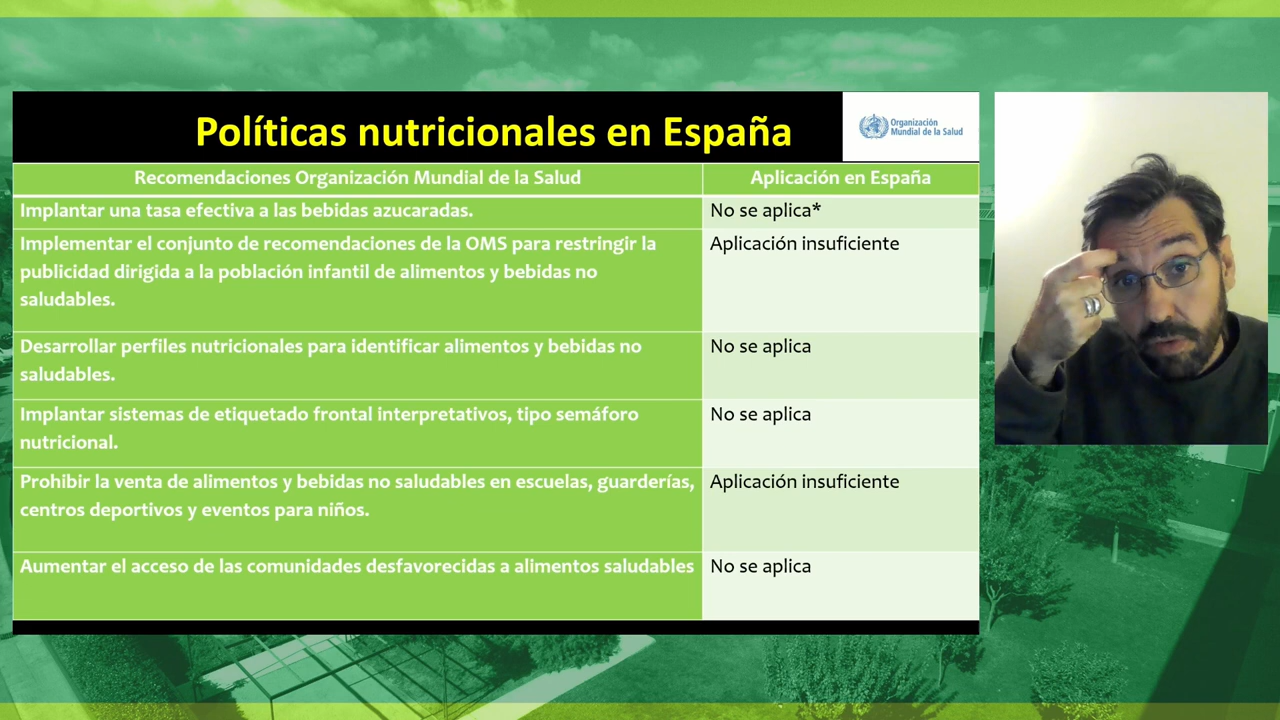 Políticas nutricionales en España
Organización
Mundial de la Salud
Recomendaciones Organización Mundial de la Salud
Aplicación en España
Implantar una tasa efectiva a las bebidas azucaradas.
No se aplica*
Implementar el conjunto de recomendaciones de la OMS para restringir la
publicidad dirigida a la población infantil de alimentos y bebidas no
saludables.
Aplicación insuficiente
Desarrollar perfiles nutricionales para identificar alimentos y bebidas no
saludables.
No se aplica
Implantar sistemas de etiquetado frontal interpretativos, tipo semáforo
nutricional.
No se aplica
Prohibir la venta de alimentos y bebidas no saludables en escuelas, guarderías,
centros deportivos y eventos para niños.
Aplicación insuficiente
Aumentar el acceso de las comunidades desfavorecidas a alimentos saludables
No se aplica